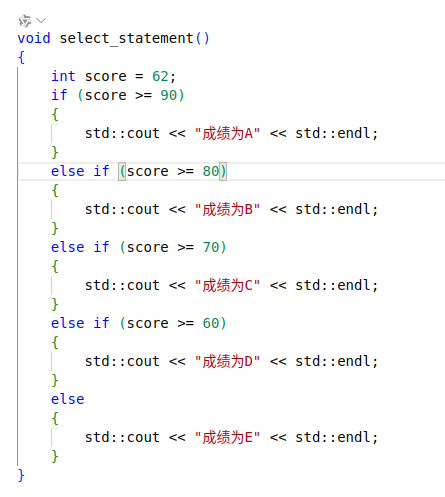 void select_statement()
{
    int score = 62;
    if (score >= 90)
    {
        std::cout << "成绩为A" << std::endl;
    }
    else if (score >= 80)
    {
        std::cout << "成绩为B" << std::endl;
    }
    else if (score >= 70)
    {
        std::cout << "成绩为C" << std::endl;
    }
    else if (score >= 60)
    {
        std::cout << "成绩为D" << std::endl;
    }
    else
    {
        std::cout << "成绩为E" << std::endl;
    }
}